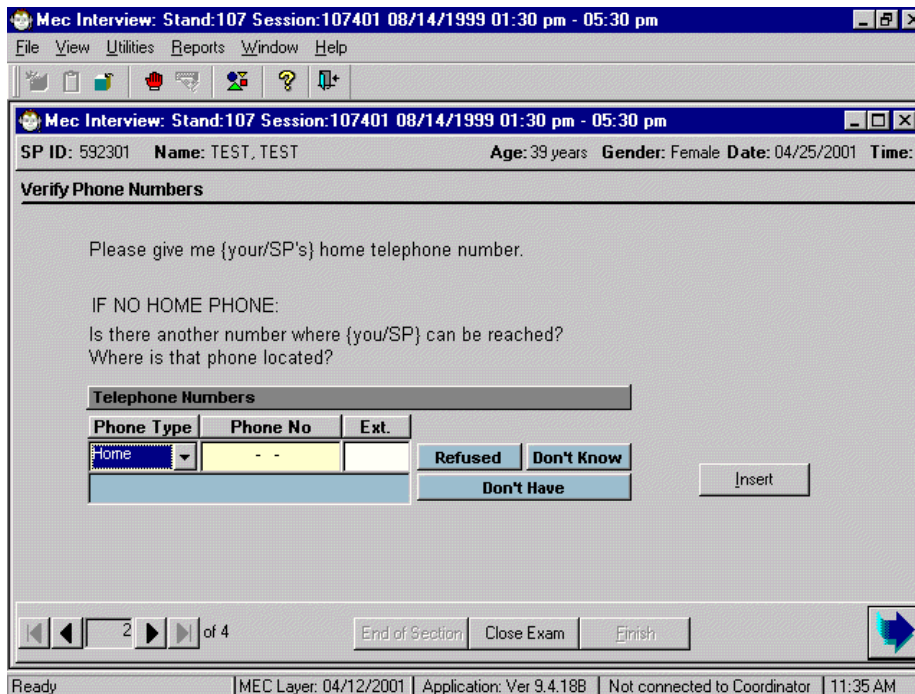 Mec Interview: Stand:107 Session:107401 08/14/1999 01:30 pm - 05:30 pm
File View Utilities Reports Window Help
Mec Interview: Stand:107 Session:107401 08/14/1999 01:30 pm - 05:30 pm
SP ID: 592301 Name: TEST, TEST Age: 39 years Gender: Female Date: 04/25/2001 Time:
Verify Phone Numbers
Please give me {your/SP's} home telephone number.
IF NO HOME PHONE:
Is there another number where {you/SP} can be reached?
Where is that phone located?
Telephone Numbers
Phone Type Phone No Ext.
Home - - Refused Don't Know
Don't Have Insert
2 of 4 End of Section Close Exam Finish
Ready MEC Layer: 04/12/2001 Application: Ver 9.4.18B Not connected to Coordinator 11:35 AM